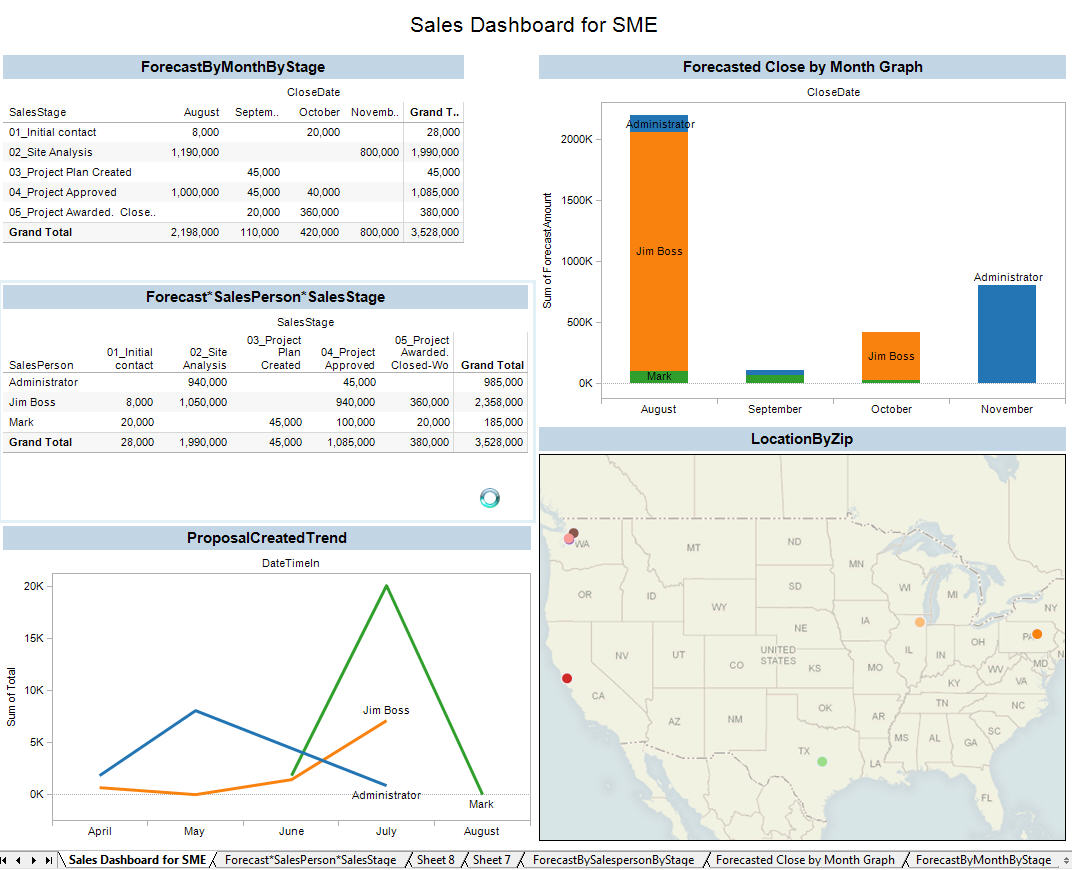 Sales Dashboard for SME
ForecastByMonthByStage
CloseDate
SalesStage August Septem.. October Novemb.. Grand T..
01_Initial contact 8,000 20,000 28,000
02_Site Analysis 1,190,000 800,000 1,990,000
03_Project Plan Created 45,000 45,000
04_Project Approved 1,000,000 45,000 40,000 1,085,000
05_Project Awarded. Close.. 20,000 360,000 380,000
Grand Total 2,198,000 110,000 420,000 800,000 3,528,000
Forecast*SalesPerson*SalesStage
SalesStage
03_Project 05_Project
01_Initial 02_Site Plan 04_Project Awarded.
SalesPerson contact Analysis Created Approved Closed-Wo Grand Total
Administrator 940,000 45,000 985,000
Jim Boss 8,000 1,050,000 940,000 360,000 2,358,000
Mark 20,000 45,000 100,000 20,000 185,000
Grand Total 28,000 1,990,000 45,000 1,085,000 380,000 3,528,000
ProposalCreatedTrend
DateTimeIn
Sum of Total
20K
15K
10K
5K
0K
Jim Boss
Administrator
Mark
April May June July August
Forecasted Close by Month Graph
CloseDate
Sum of ForecastAmount
2000K
1500K
1000K
500K
0K
Administrator
Jim Boss
Mark
Jim Boss
Administrator
August September October November
LocationByZip
WA MT ND MN
OR ID WY SD WI MI NY
NE IA PA
NV UT CO UNITED STATES KS MO IL IN OH WV MD N
CA KY VA
AZ NM OK AR TN NC
TX LA MS AL GA SC
FL
Sales Dashboard for SME Forecast*SalesPerson*SalesStage Sheet 8 Sheet 7 ForecastBySalespersonByStage Forecasted Close by Month Graph ForecastByMonthByStage